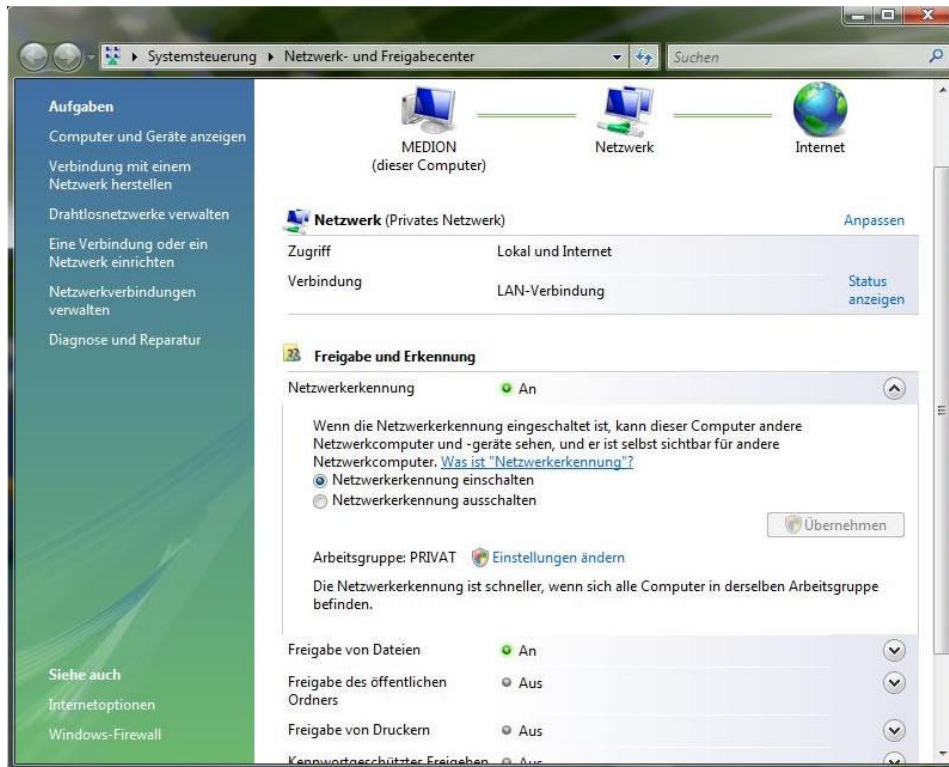 Systemsteuerung ▸ Netzwerk- und Freigabecenter
Suchen
Aufgaben
Computer und Geräte anzeigen
Verbindung mit einem
Netzwerk herstellen
Drahtlosnetzwerke verwalten
Eine Verbindung oder ein
Netzwerk einrichten
Netzwerkverbindungen
verwalten
Diagnose und Reparatur
Siehe auch
Internetoptionen
Windows-Firewall
MEDION
(dieser Computer)
Netzwerk
Internet
Netzwerk (Privates Netzwerk)
Anpassen
Zugriff
Lokal und Internet
Verbindung
LAN-Verbindung
Status
anzeigen
Freigabe und Erkennung
Netzwerkerkennung
An
Wenn die Netzwerkerkennung eingeschaltet ist, kann dieser Computer andere
Netzwerkcomputer und -geräte sehen, und er ist selbst sichtbar für andere
Netzwerkcomputer. Was ist "Netzwerkerkennung"?
Netzwerkerkennung einschalten
Netzwerkerkennung ausschalten
Übernehmen
Arbeitsgruppe: PRIVAT
Einstellungen ändern
Die Netzwerkerkennung ist schneller, wenn sich alle Computer in derselben Arbeitsgruppe
befinden.
Freigabe von Dateien
An
Freigabe des öffentlichen
Ordners
Aus
Freigabe von Druckern
Aus
Kennwortgeschütztes Freigeben
Aus